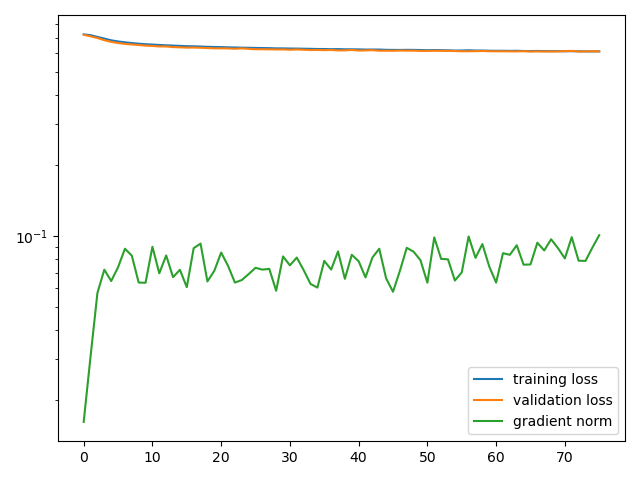 10⁻¹
0 10 20 30 40 50 60 70
training loss
validation loss
gradient norm